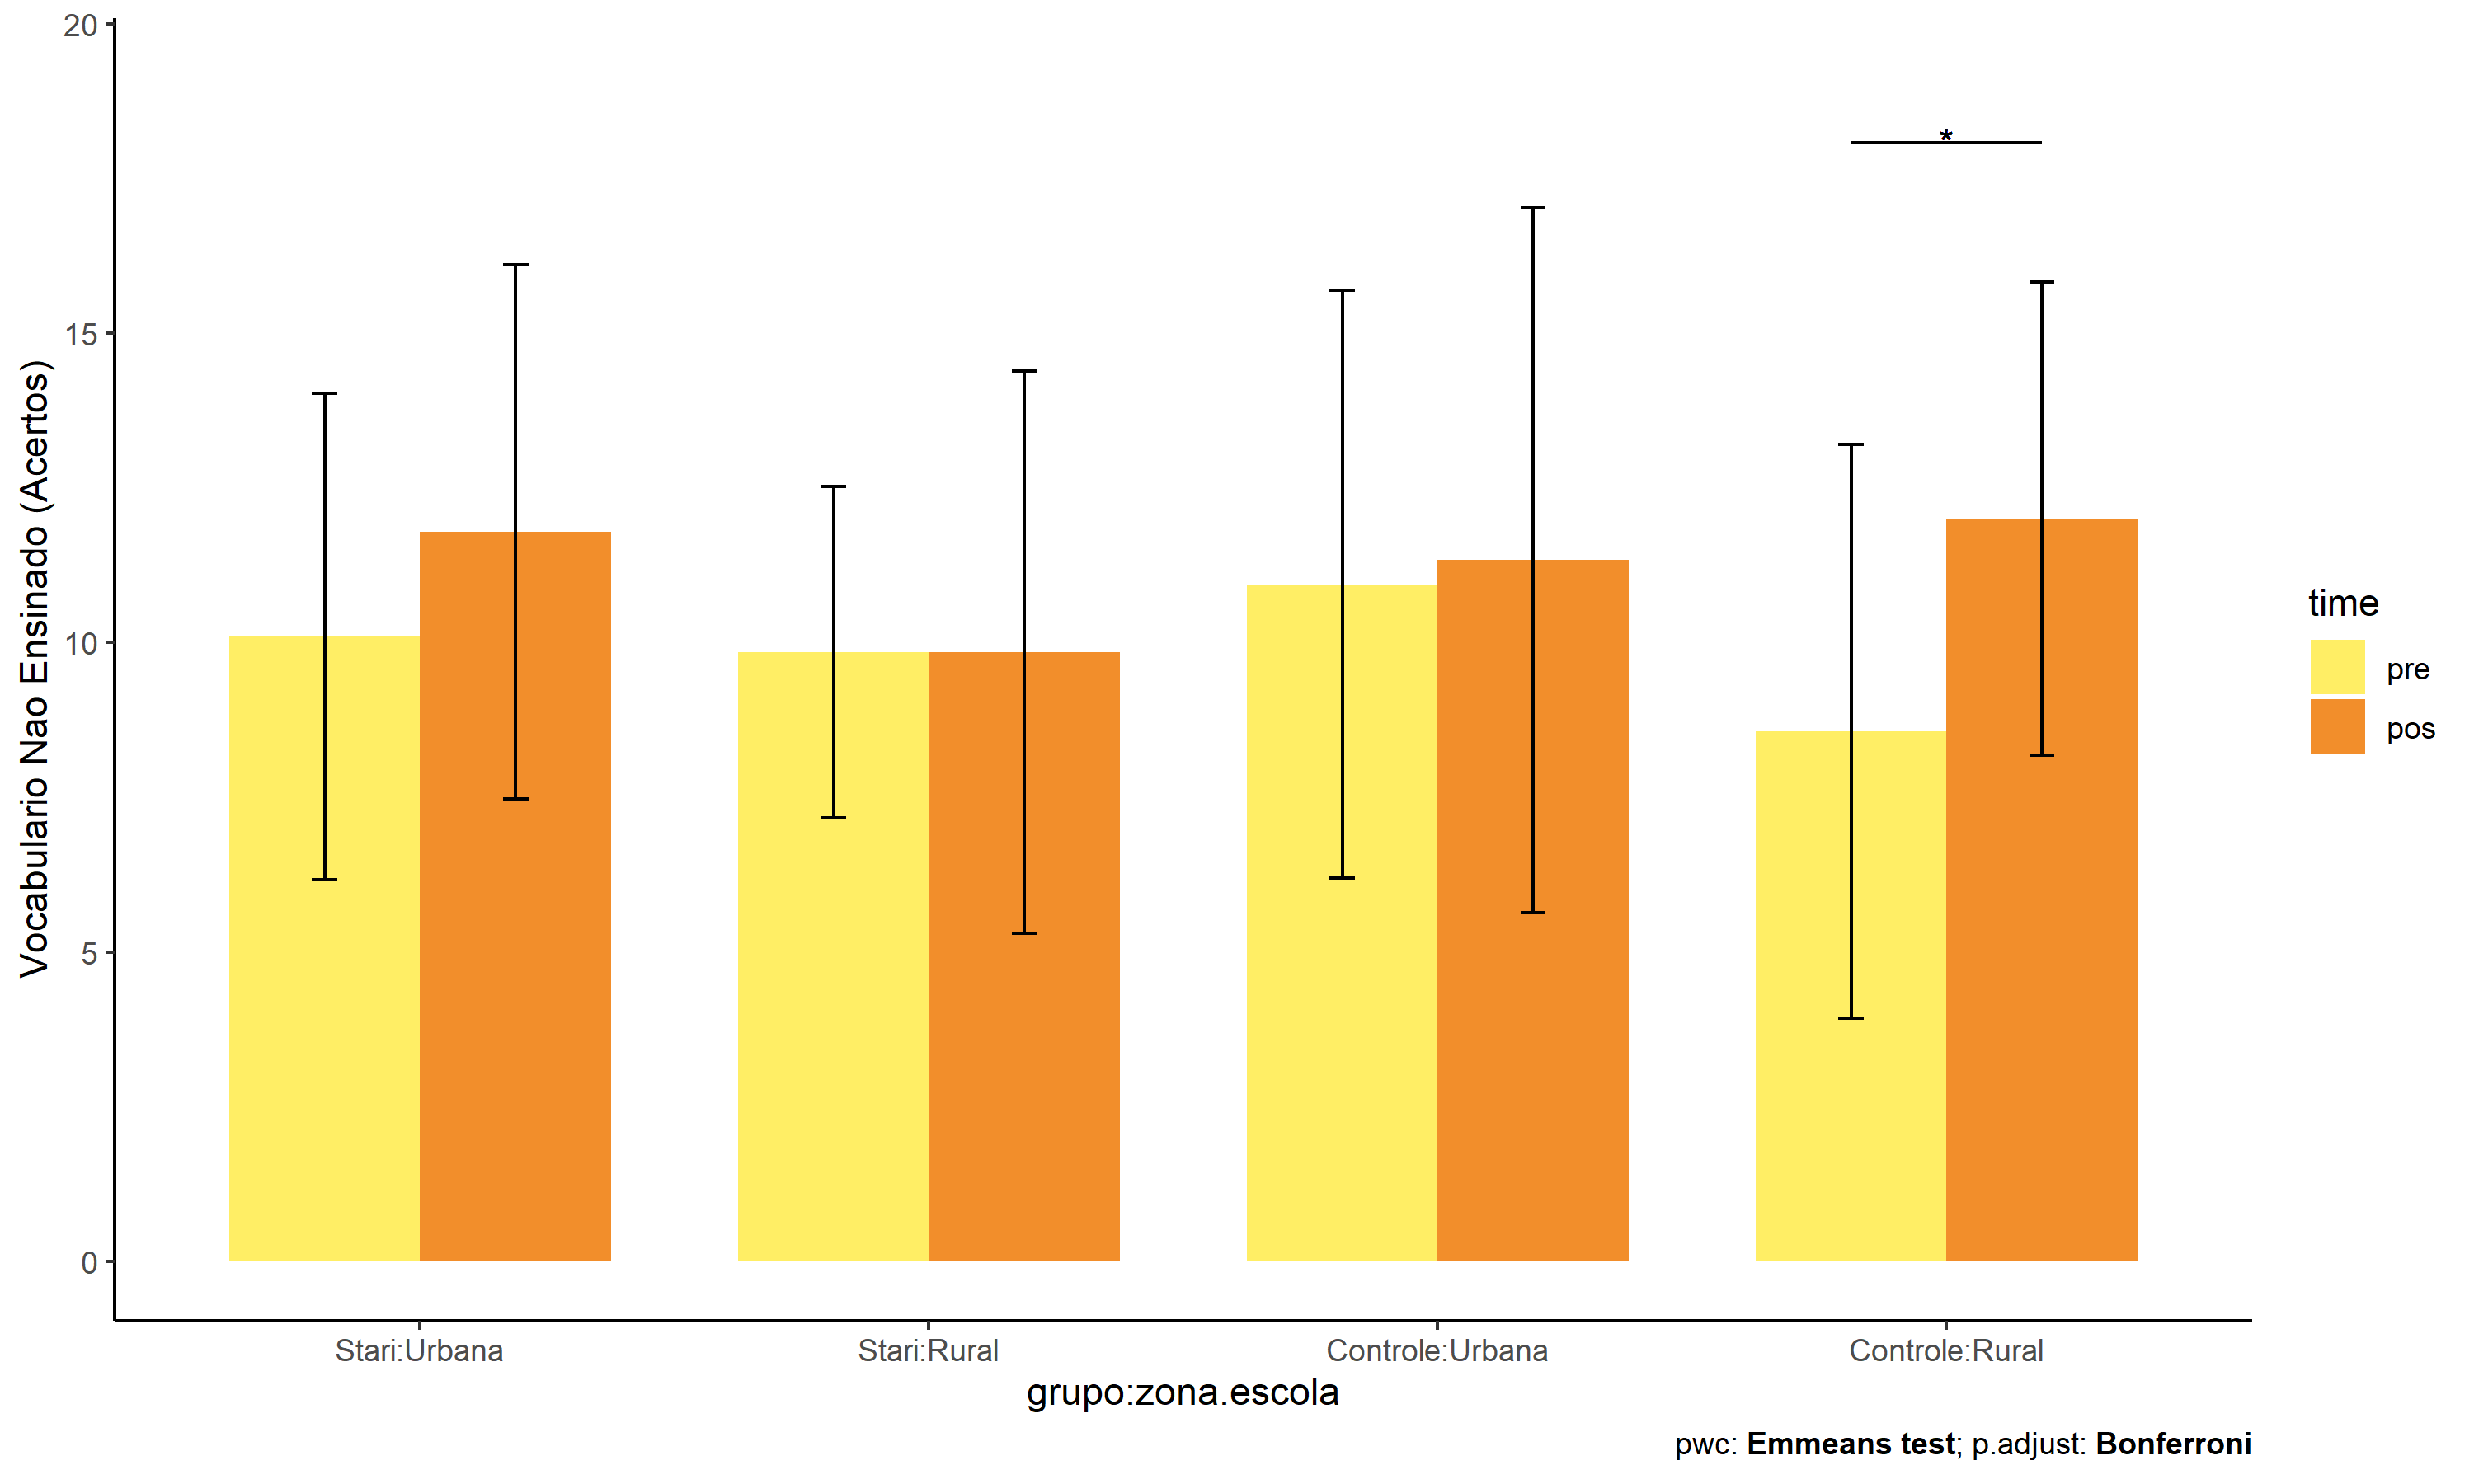 20
15
10
5
0
Vocabulario Nao Ensinado (Acertos)
*
time
pre
pos
Stari:Urbana
Stari:Rural
Controle:Urbana
Controle:Rural
grupo:zona.escola
pwc: Emmeans test; p.adjust: Bonferroni